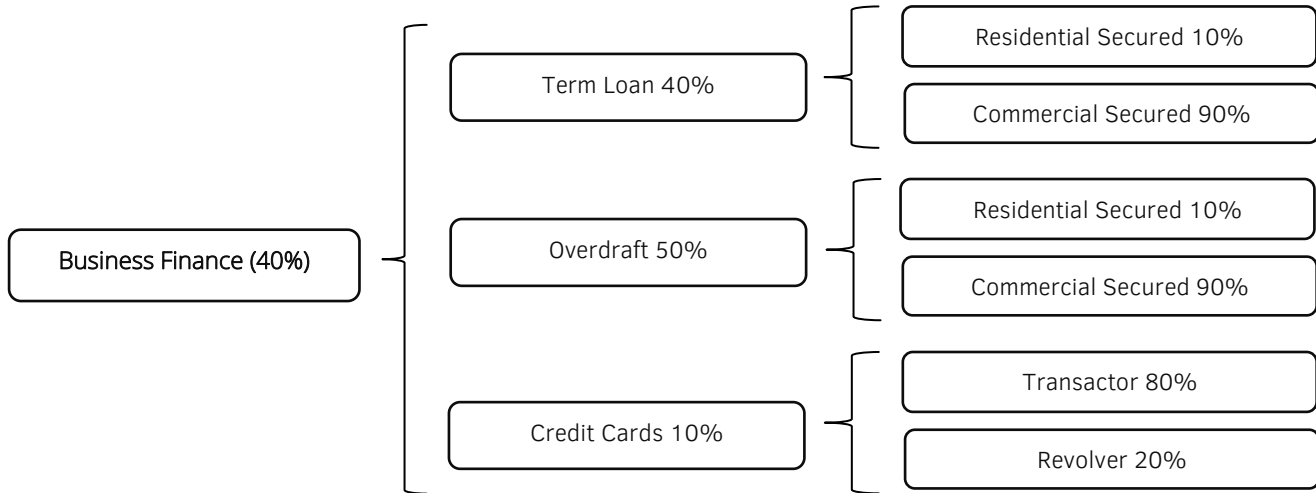 Business Finance (40%)
Term Loan 40%
Residential Secured 10%
Commercial Secured 90%
Overdraft 50%
Residential Secured 10%
Commercial Secured 90%
Credit Cards 10%
Transactor 80%
Revolver 20%